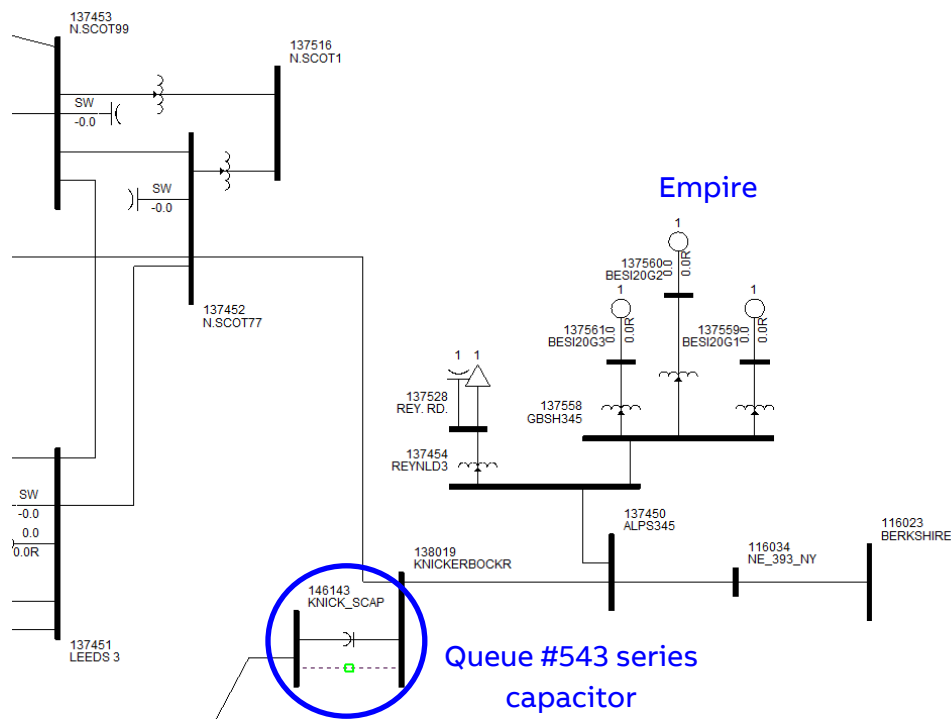 137453
N.SCOT99
137516
N.SCOT1
SW
-0.0
SW
-0.0
137452
N.SCOT77
Empire
1
0.0
0.0R
137560
BESI20G2
1
0.0
0.0R
137561
BESI20G3
1
0.0
0.0R
137559
BESI20G1
1 1
137528
REY. RD.
137558
GBSH345
137454
REYNLD3
SW
-0.0
0.0
0.0R
137450
ALPS345
116023
BERKSHIRE
116034
NE_393_NY
138019
KNICKERBOCKR
146143
KNICK_SCAP
137451
LEEDS 3
Queue #543 series
capacitor